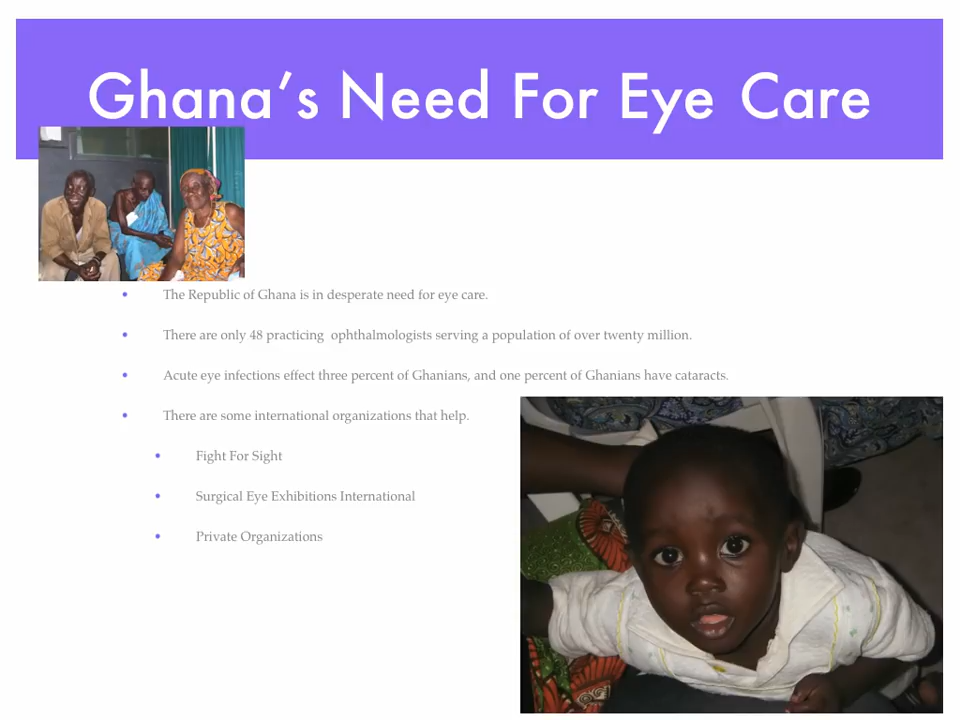 Ghana’s Need For Eye Care
• The Republic of Ghana is in desperate need for eye care.
• There are only 48 practicing ophthalmologists serving a population of over twenty million.
• Acute eye infections effect three percent of Ghanians, and one percent of Ghanians have cataracts.
• There are some international organizations that help.
• Fight For Sight
• Surgical Eye Exhibitions International
• Private Organizations